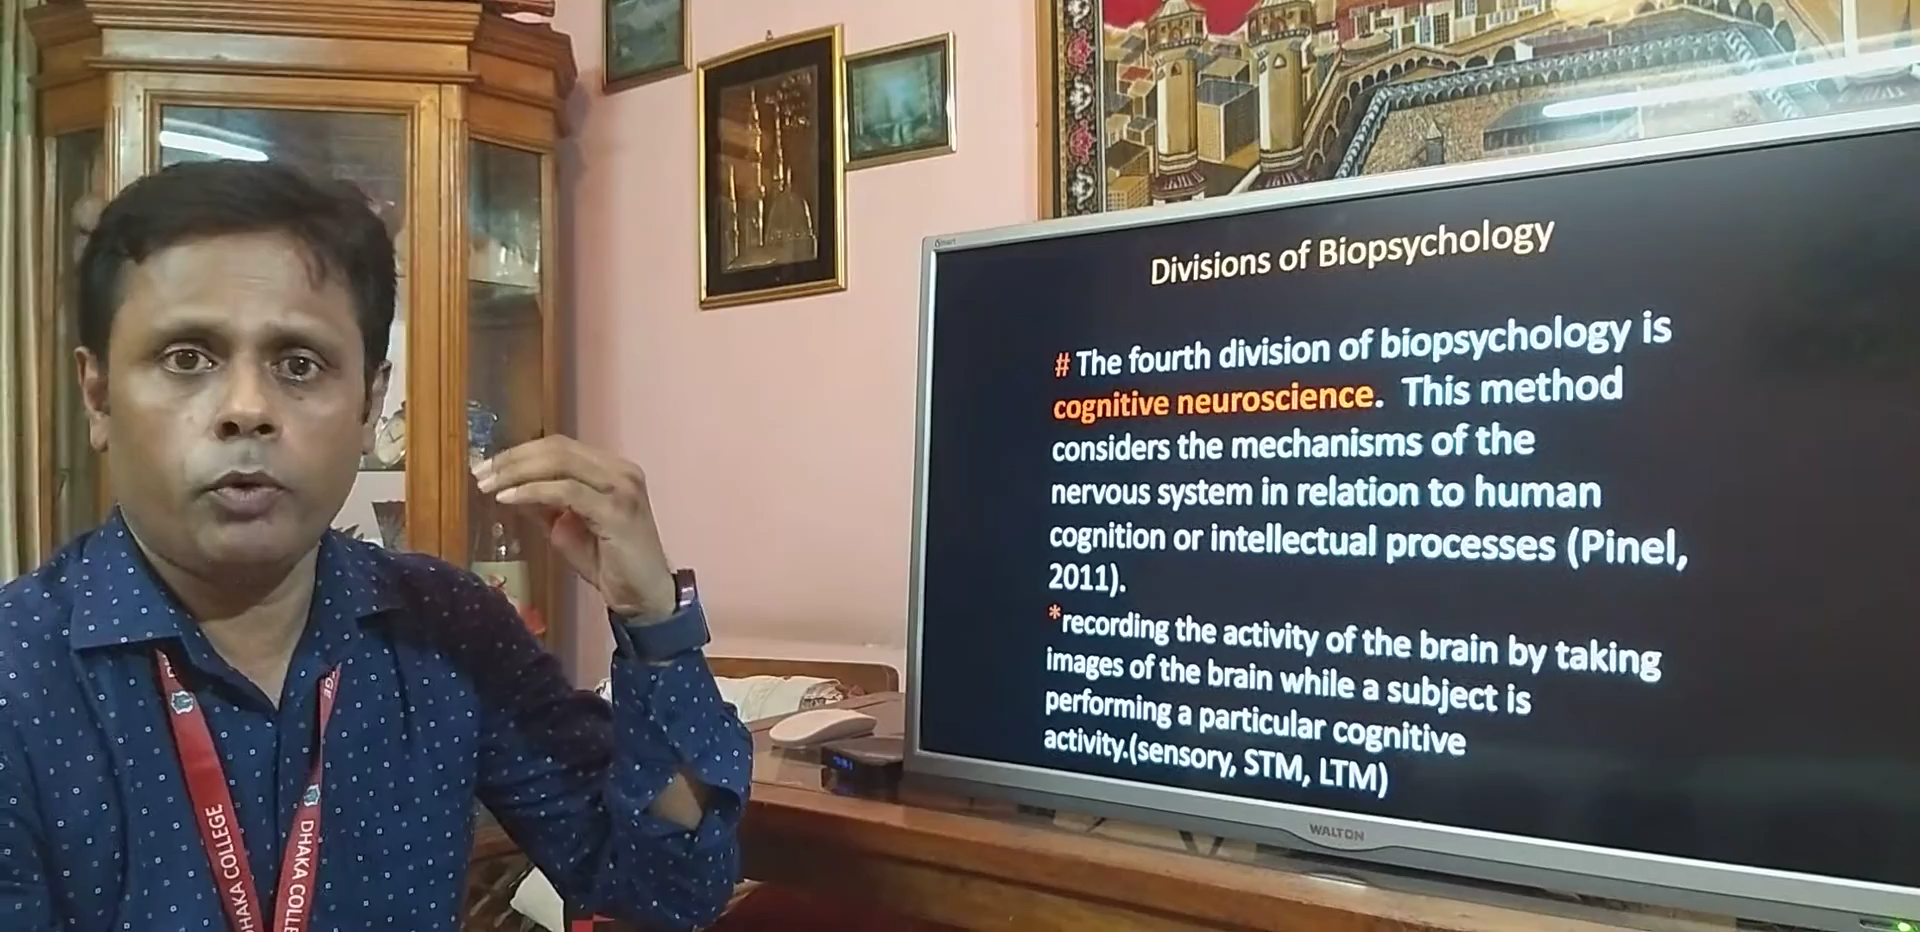 Divisions of Biopsychology
# The fourth division of biopsychology is
cognitive neuroscience. This method
considers the mechanisms of the
nervous system in relation to human
cognition or intellectual processes (Pinel,
2011).
*recording the activity of the brain by taking
images of the brain while a subject is
performing a particular cognitive
activity.(sensory, STM, LTM)
WALTON
DHAKA COLLEGE
DHAKA COLLE
GE